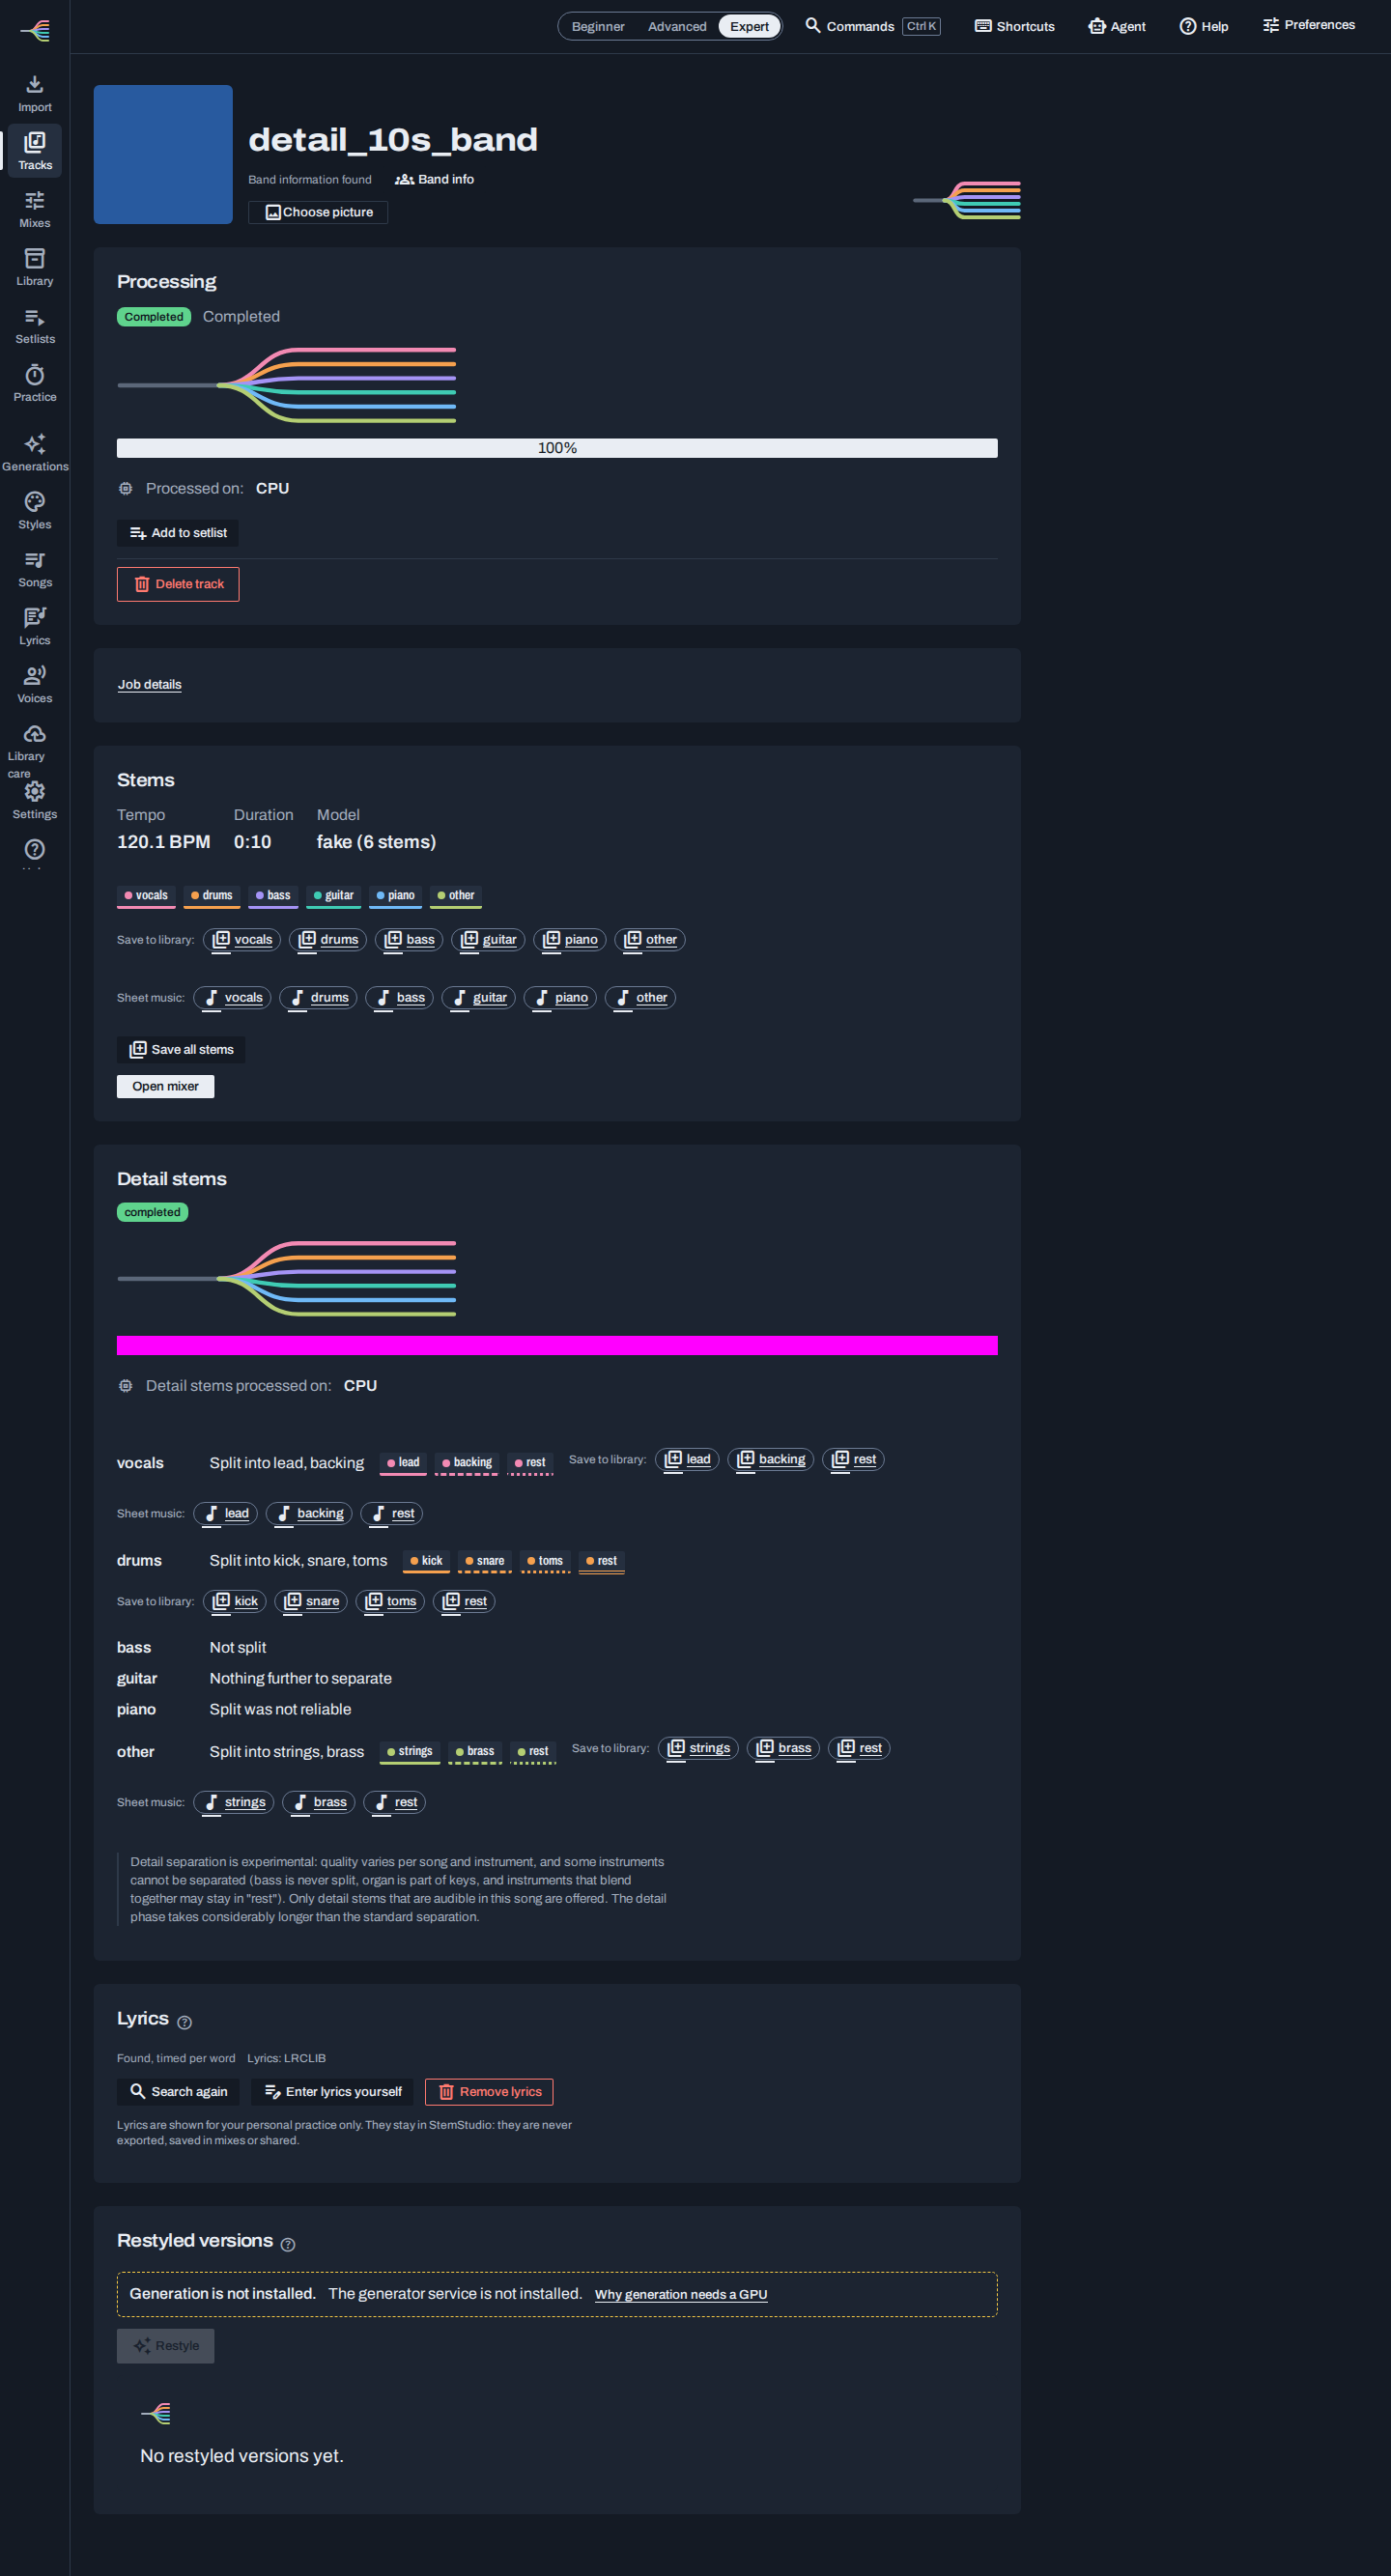 Beginner Advanced Expert Commands Ctrl K Shortcuts Agent Help Preferences
Import
Tracks
Mixes
Library
Setlists
Practice
Generations
Styles
Songs
Lyrics
Voices
Library
care
Settings
detail_10s_band
Band information found Band info
Choose picture
Processing
Completed Completed
100%
Processed on: CPU
Add to setlist
Delete track
Job details
Stems
Tempo Duration Model
120.1 BPM 0:10 fake (6 stems)
vocals drums bass guitar piano other
Save to library: vocals drums bass guitar piano other
Sheet music: vocals drums bass guitar piano other
Save all stems
Open mixer
Detail stems
completed
Detail stems processed on: CPU
vocals Split into lead, backing lead backing rest Save to library: lead backing rest
Sheet music: lead backing rest
drums Split into kick, snare, toms kick snare toms rest
Save to library: kick snare toms rest
bass Not split
guitar Nothing further to separate
piano Split was not reliable
other Split into strings, brass strings brass rest Save to library: strings brass rest
Sheet music: strings brass rest
Detail separation is experimental: quality varies per song and instrument, and some instruments
cannot be separated (bass is never split, organ is part of keys, and instruments that blend
together may stay in "rest"). Only detail stems that are audible in this song are offered. The detail
phase takes considerably longer than the standard separation.
Lyrics
Found, timed per word Lyrics: LRCLIB
Search again Enter lyrics yourself Remove lyrics
Lyrics are shown for your personal practice only. They stay in StemStudio: they are never
exported, saved in mixes or shared.
Restyled versions
Generation is not installed. The generator service is not installed. Why generation needs a GPU
Restyle
No restyled versions yet.